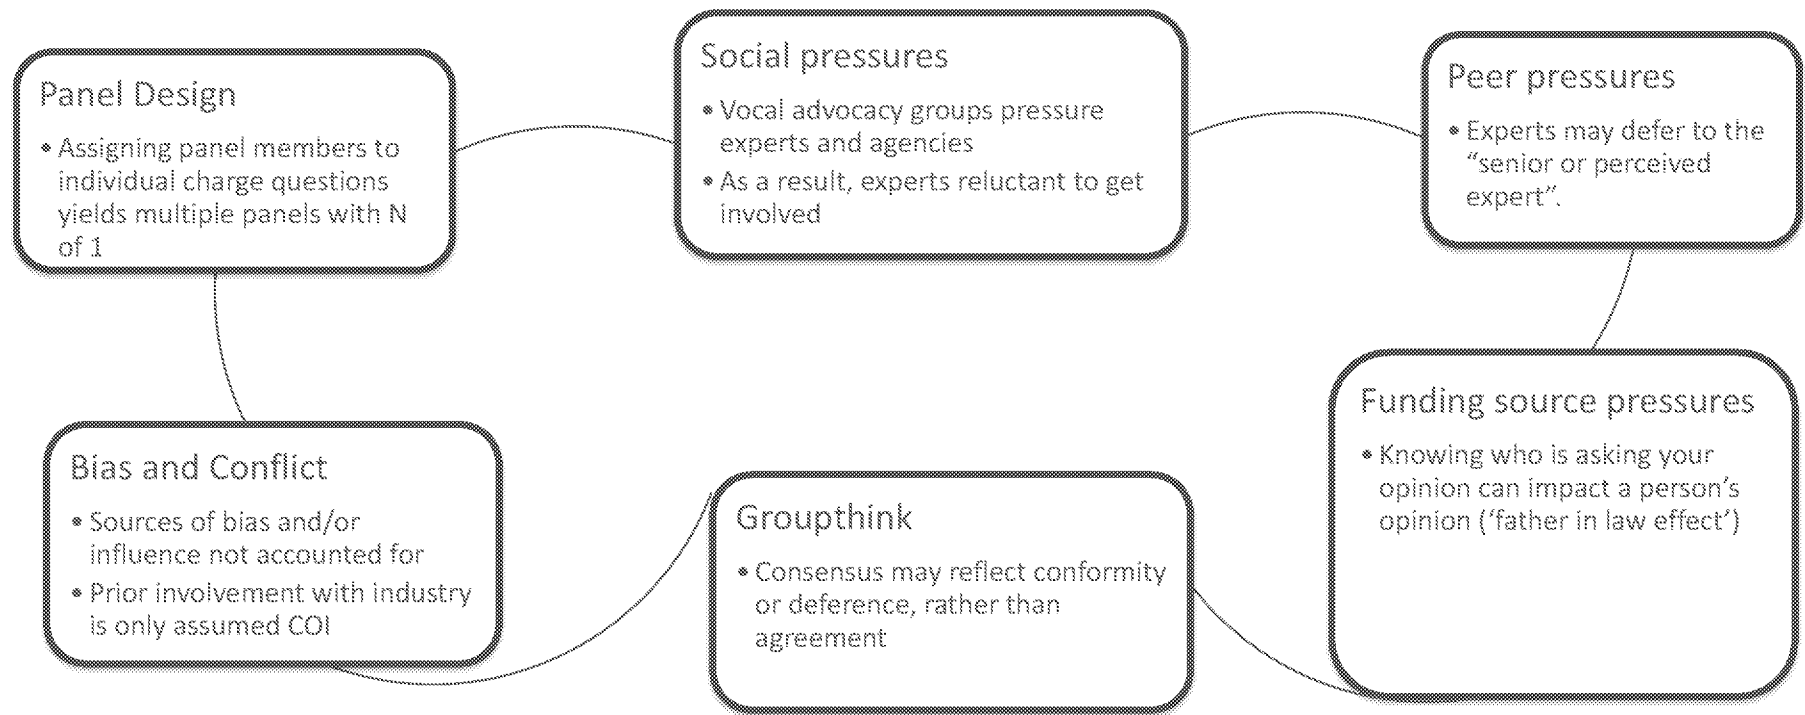 Panel Design
• Assigning panel members to
individual charge questions
yields multiple panels with N
of 1
Social pressures
• Vocal advocacy groups pressure
experts and agencies
• As a result, experts reluctant to get
involved
Peer pressures
• Experts may defer to the
“senior or perceived
expert”.
Bias and Conflict
• Sources of bias and/or
influence not accounted for
• Prior involvement with industry
is only assumed COI
Groupthink
• Consensus may reflect conformity
or deference, rather than
agreement
Funding source pressures
• Knowing who is asking your
opinion can impact a person’s
opinion (‘father in law effect’)